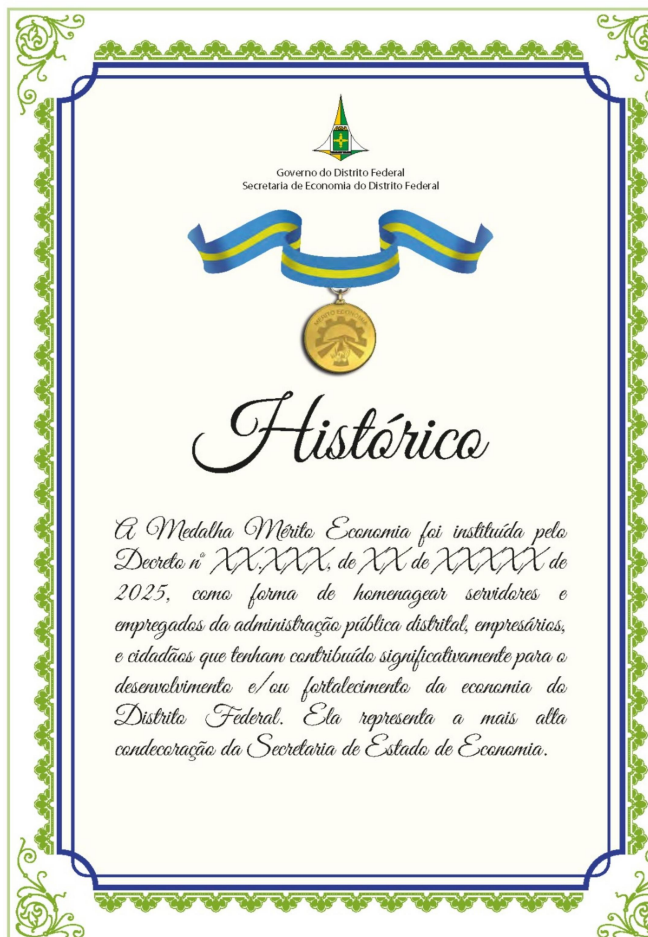 Governo do Distrito Federal
Secretaria de Economia do Distrito Federal
MÉRITO ECONOMIA
Histórico
A Medalha Mérito Economia foi instituída pelo
Decreto nº XX.XXX, de XX de XXXXX de
2025, como forma de homenagear servidores e
empregados da administração pública distrital, empresários,
e cidadãos que tenham contribuído significativamente para o
desenvolvimento e/ou fortalecimento da economia do
Distrito Federal. Ela representa a mais alta
condecoração da Secretaria de Estado de Economia.